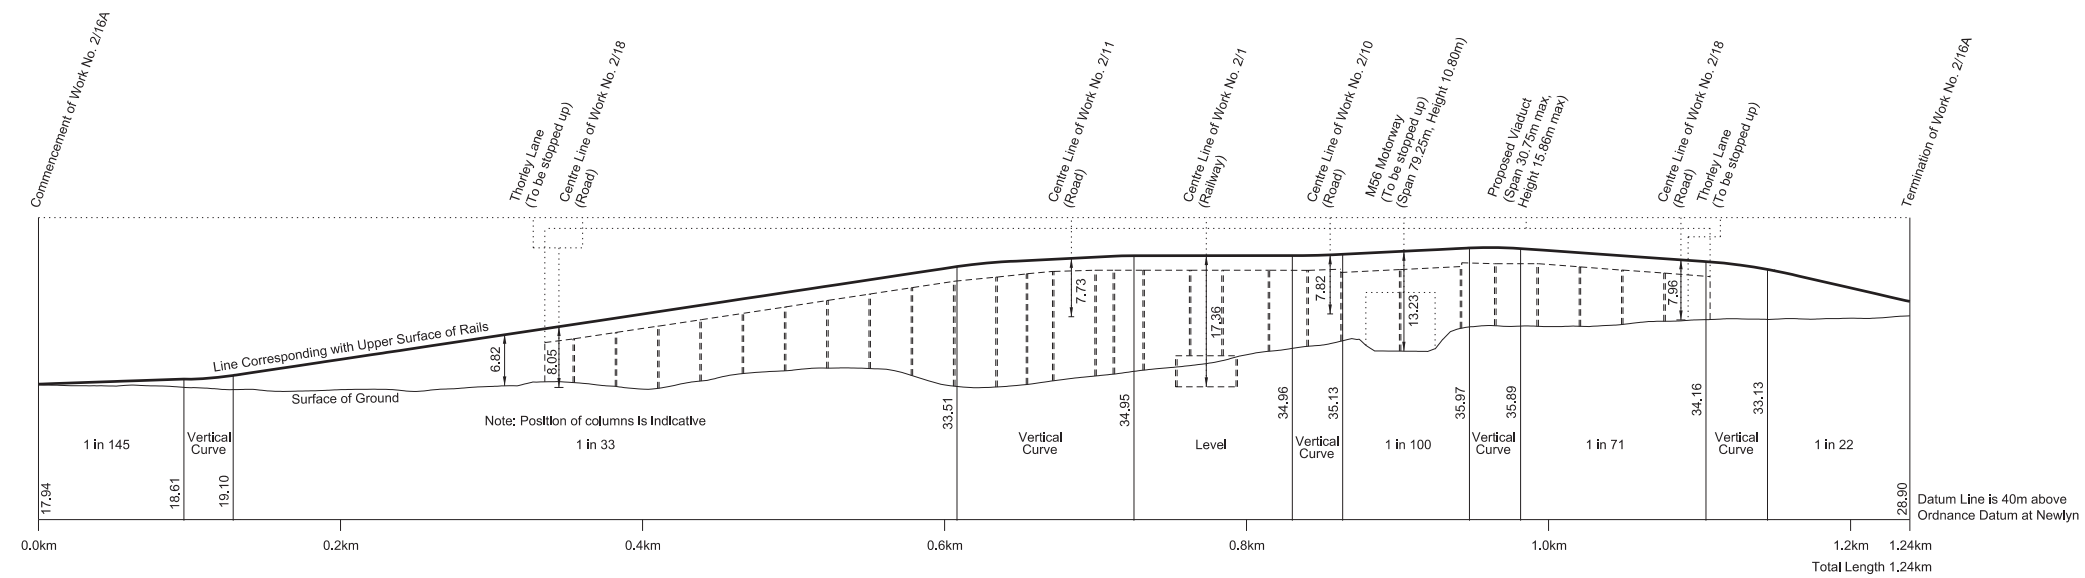 Commencement of Work No. 2/16A
Thorley Lane
(To be stopped up)
Centre Line of Work No. 2/18
(Road)
Centre Line of Work No. 2/11
(Road)
Centre Line of Work No. 2/1
(Railway)
Centre Line of Work No. 2/10
(Road)
M56 Motorway
(To be stopped up)
(Span 79.25m, Height 10.80m)
Proposed Viaduct
(Span 30.75m max,
Height 15.86m max)
Centre Line of Work No. 2/18
(Road)
Thorley Lane
(To be stopped up)
Termination of Work No. 2/16A
Line Corresponding with Upper Surface of Rails
6.82
8.05
7.73
17.36
7.82
13.23
7.96
Surface of Ground
Note: Position of columns is indicative
1 in 145
Vertical
Curve
1 in 33
Vertical
Curve
Level
Vertical
Curve
1 in 100
Vertical
Curve
1 in 71
Vertical
Curve
1 in 22
17.94
18.61
19.10
33.51
34.95
34.96
35.13
35.97
35.89
34.16
33.13
28.90
Datum Line is 40m above
Ordnance Datum at Newlyn
0.0km
0.2km
0.4km
0.6km
0.8km
1.0km
1.2km
1.24km
Total Length 1.24km